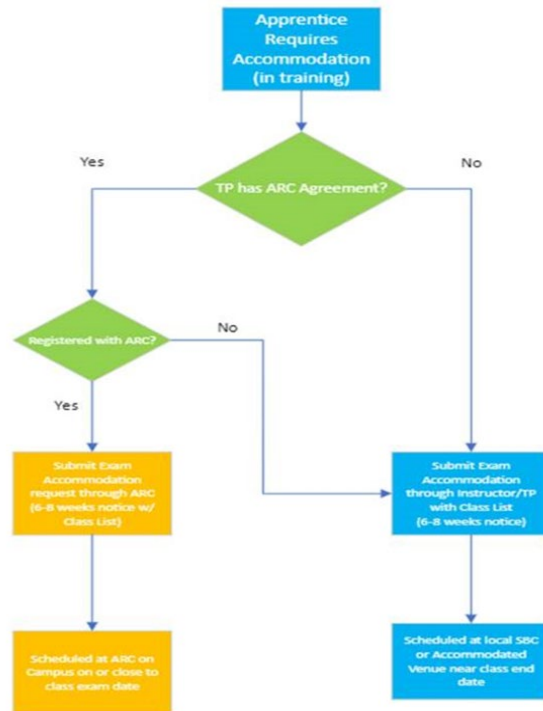 Apprentice
Requires
Accommodation
(in training)
Yes
No
TP has ARC Agreement?
Registered with ARC?
No
Yes
Submit Exam
Accommodation
request through ARC
(6-8 weeks notice w/
Class List)
Submit Exam
Accommodation
through Instructor/TP
with Class List
(6-8 weeks notice)
Scheduled at ARC on
Campus on or close to
class exam date
Scheduled at local SBC
or Accommodated
Venue near class end
date